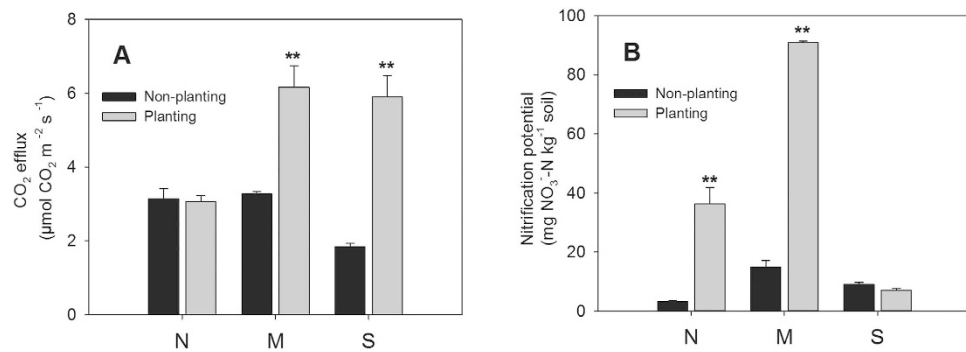 A
CO2 efflux
(μmol CO2 m-2 s-1)
8
6
4
2
0
**
**
Non-planting
Planting
N
M
S
B
Nitrification potential
(mg NO3--N kg-1 soil)
100
80
60
40
20
0
**
**
Non-planting
Planting
N
M
S